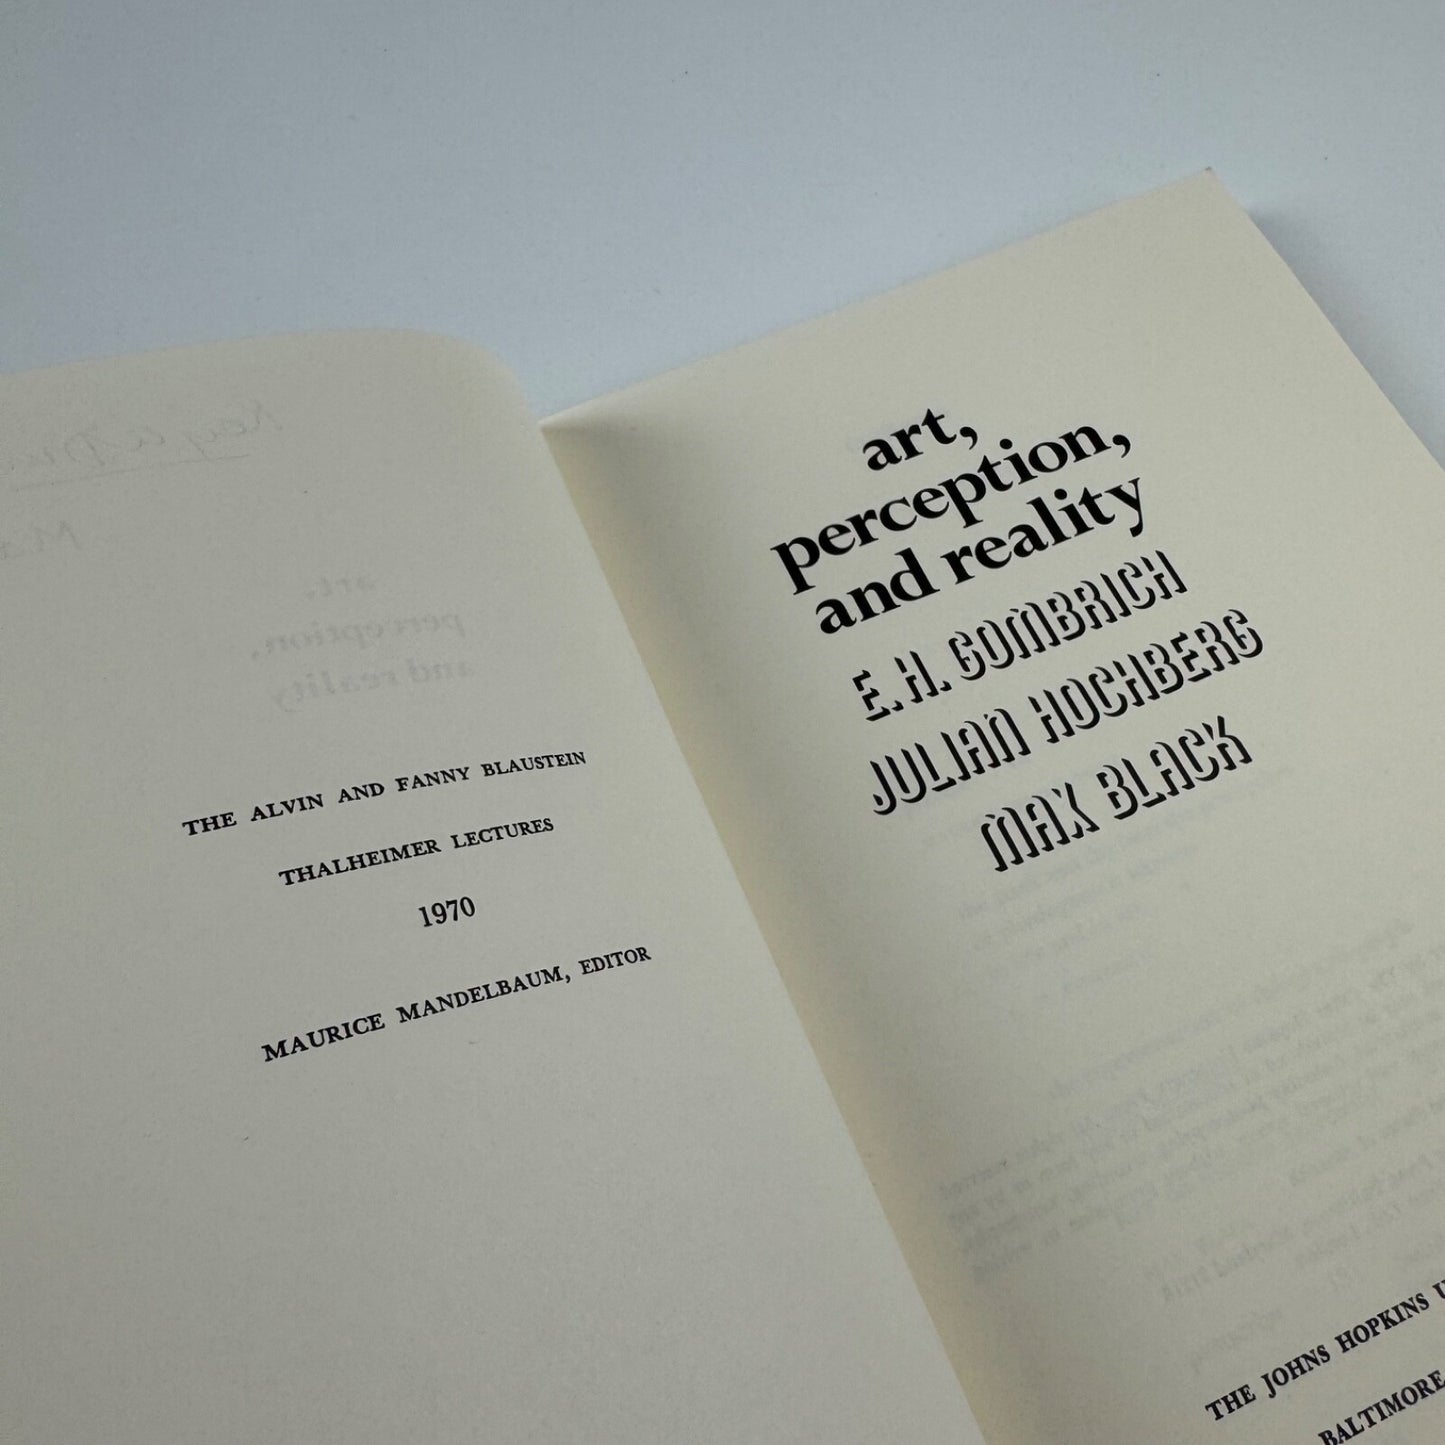 THE ALVIN AND FANNY BLAUSTEIN
THALHEIMER LECTURES
1970
MAURICE MANDELBAUM, EDITOR
art,
perception,
and reality
E. H. GOMBRICH
JULIAN HOCHBERG
MAX BLACK
THE JOHNS HOPKINS
BALTIMORE